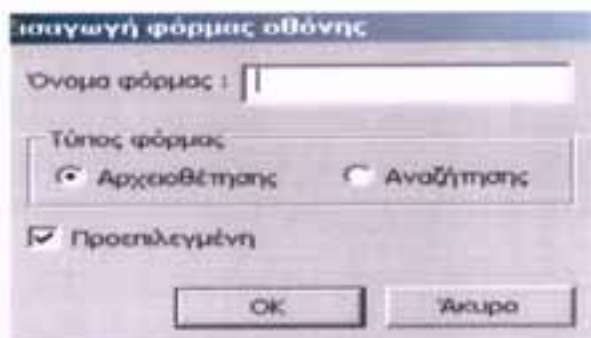 ισαγωγή φόρμας οθόνης
Όνομα φόρμας :
Τύπος φόρμας
Αρχειοθέτησης Αναζήτησης
Προεπιλεγμένη
OK Άκυρο